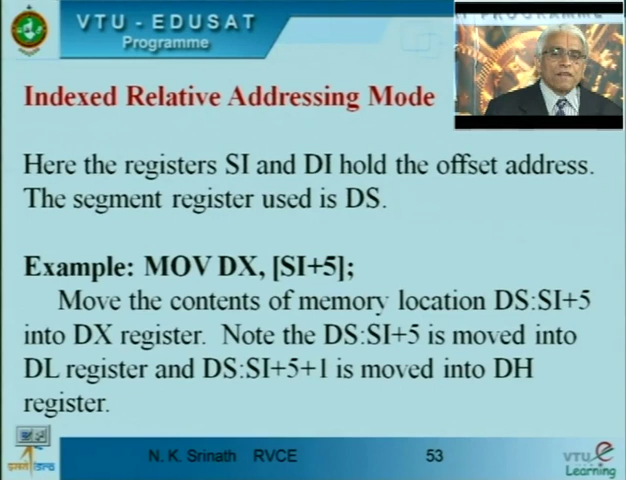 VTU - EDUSAT
Programme
PROGRAMME
Indexed Relative Addressing Mode
Here the registers SI and DI hold the offset address.
The segment register used is DS.
Example: MOV DX, [SI+5];
Move the contents of memory location DS:SI+5
into DX register. Note the DS:SI+5 is moved into
DL register and DS:SI+5+1 is moved into DH
register.
N. K. Srinath RVCE 53
VTU e
Learning